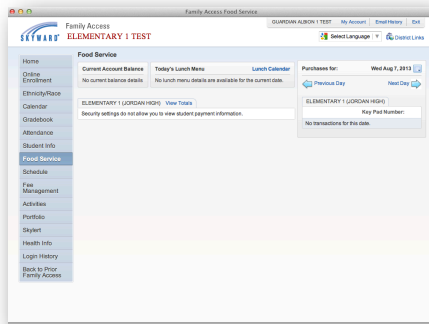 Family Access Food Service
GUARDIAN ALBION 1 TEST My Account Email History Exit
SKYWARD Family Access
ELEMENTARY 1 TEST
Select Language ▼ District Links
Home
Online Enrollment
Ethnicity/Race
Calendar
Gradebook
Attendance
Student Info
Food Service
Schedule
Fee Management
Activities
Portfolio
Skylert
Health Info
Login History
Back to Prior Family Access
Food Service
Current Account Balance
No current balance details
Today's Lunch Menu Lunch Calendar
No lunch menu details are available for the current date.
ELEMENTARY 1 (JORDAN HIGH) View Totals
Security settings do not allow you to view student payment information.
Purchases for: Wed Aug 7, 2013
Previous Day Next Day
ELEMENTARY 1 (JORDAN HIGH)
Key Pad Number:
No transactions for this date.